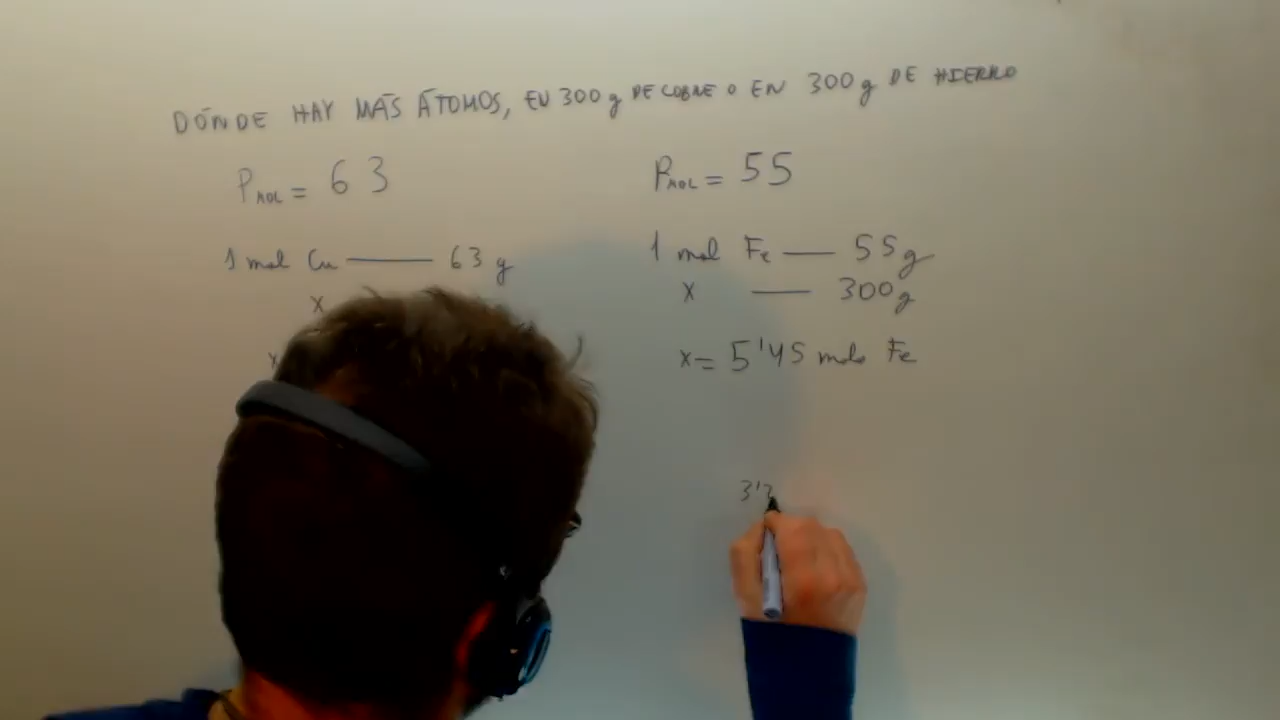 DÓNDE HAY MÁS ÁTOMOS, EN 300 g DE COBRE O EN 300 g DE HIERRO
PMOL = 63
PMOL = 55
1 mol Cu — 63 g
x
x
1 mol Fe — 55 g
x — 300 g
x = 5'45 mols Fe
3'